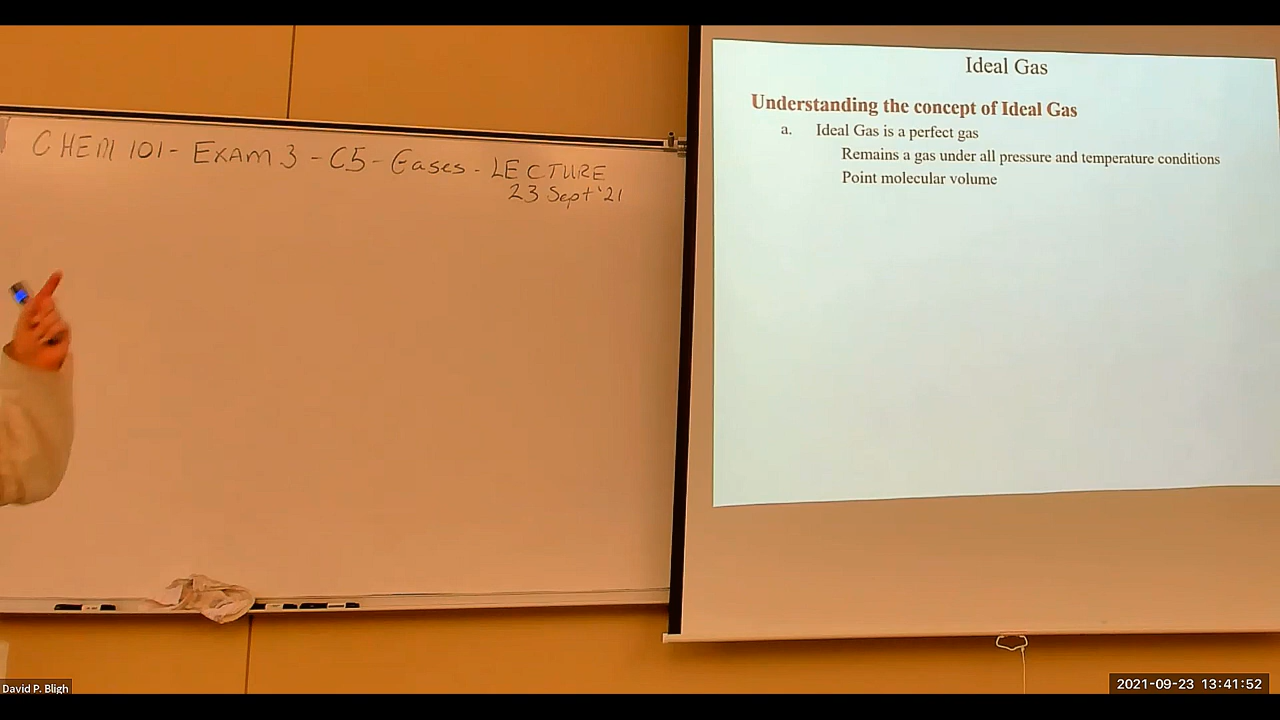 CHEM 101 - EXAM 3 - C5 - Gases - LECTURE
23 Sept '21
Ideal Gas
Understanding the concept of Ideal Gas
a. Ideal Gas is a perfect gas
Remains a gas under all pressure and temperature conditions
Point molecular volume
David P. Bligh
2021-09-23 13:41:52